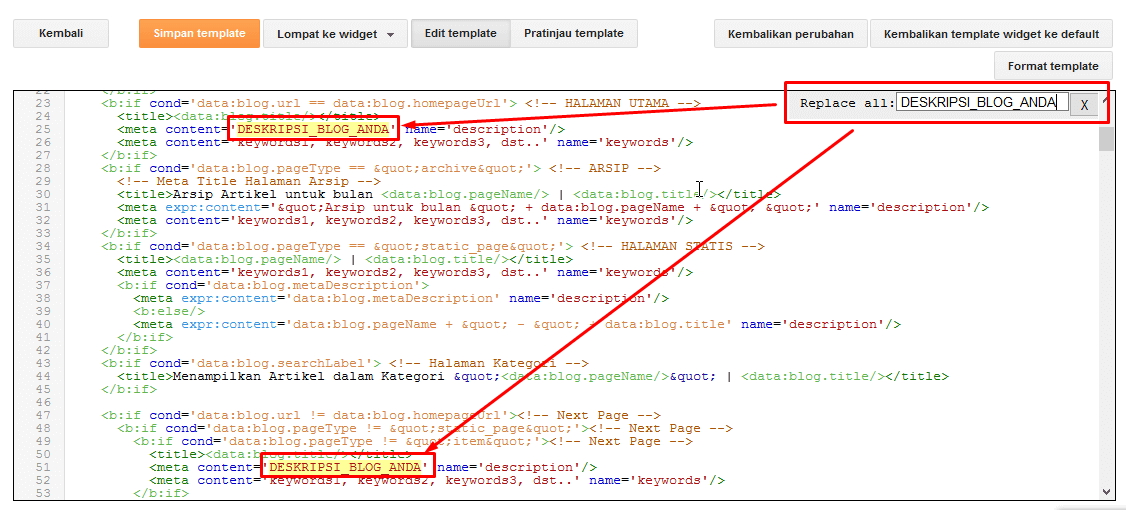 Kembali Simpan template Lompat ke widget Edit template Pratinjau template Kembalikan perubahan Kembalikan template widget ke default
Format template
Replace all: DESKRIPSI_BLOG_ANDA X
22 </b:if>
23 <b:if cond='data:blog.url == data:blog.homepageUrl'> <!-- HALAMAN UTAMA -->
24 <title><data:blog.title/></title>
25 <meta content='DESKRIPSI_BLOG_ANDA' name='description'/>
26 <meta content='keywords1, keywords2, keywords3, dst..' name='keywords'/>
27 </b:if>
28 <b:if cond='data:blog.pageType == &quot;archive&quot;'> <!-- ARSIP -->
29 <!-- Meta Title Halaman Arsip -->
30 <title>Arsip Artikel untuk bulan <data:blog.pageName/> | <data:blog.title/></title>
31 <meta expr:content='&quot;Arsip untuk bulan &quot; + data:blog.pageName + &quot; &quot;' name='description'/>
32 <meta content='keywords1, keywords2, keywords3, dst..' name='keywords'/>
33 </b:if>
34 <b:if cond='data:blog.pageType == &quot;static_page&quot;'> <!-- HALAMAN STATIS -->
35 <title><data:blog.pageName/> | <data:blog.title/></title>
36 <meta content='keywords1, keywords2, keywords3, dst..' name='keywords'/>
37 <b:if cond='data:blog.metaDescription'>
38 <meta expr:content='data:blog.metaDescription' name='description'/>
39 <b:else/>
40 <meta expr:content='data:blog.pageName + &quot; - &quot; + data:blog.title' name='description'/>
41 </b:if>
42 </b:if>
43 <b:if cond='data:blog.searchLabel'> <!-- Halaman Kategori -->
44 <title>Menampilkan Artikel dalam Kategori &quot;<data:blog.pageName/>&quot; | <data:blog.title/></title>
45 </b:if>
46
47 <b:if cond='data:blog.url != data:blog.homepageUrl'><!-- Next Page -->
48 <b:if cond='data:blog.pageType != &quot;static_page&quot;'><!-- Next Page -->
49 <b:if cond='data:blog.pageType != &quot;item&quot;'><!-- Next Page -->
50 <title><data:blog.title/></title>
51 <meta content='DESKRIPSI_BLOG_ANDA' name='description'/>
52 <meta content='keywords1, keywords2, keywords3, dst..' name='keywords'/>
53 </b:if>